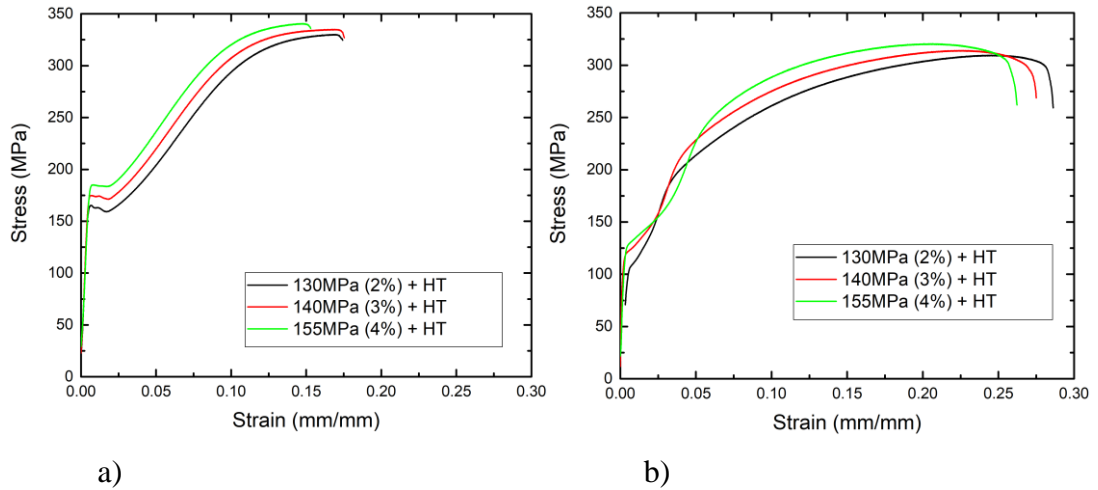 350
300
250
200
150
100
50
0
Stress (MPa)
130MPa (2%) + HT
140MPa (3%) + HT
155MPa (4%) + HT
0.00 0.05 0.10 0.15 0.20 0.25 0.30
Strain (mm/mm)
a)
350
300
250
200
150
100
50
0
Stress (MPa)
130MPa (2%) + HT
140MPa (3%) + HT
155MPa (4%) + HT
0.00 0.05 0.10 0.15 0.20 0.25 0.30
Strain (mm/mm)
b)